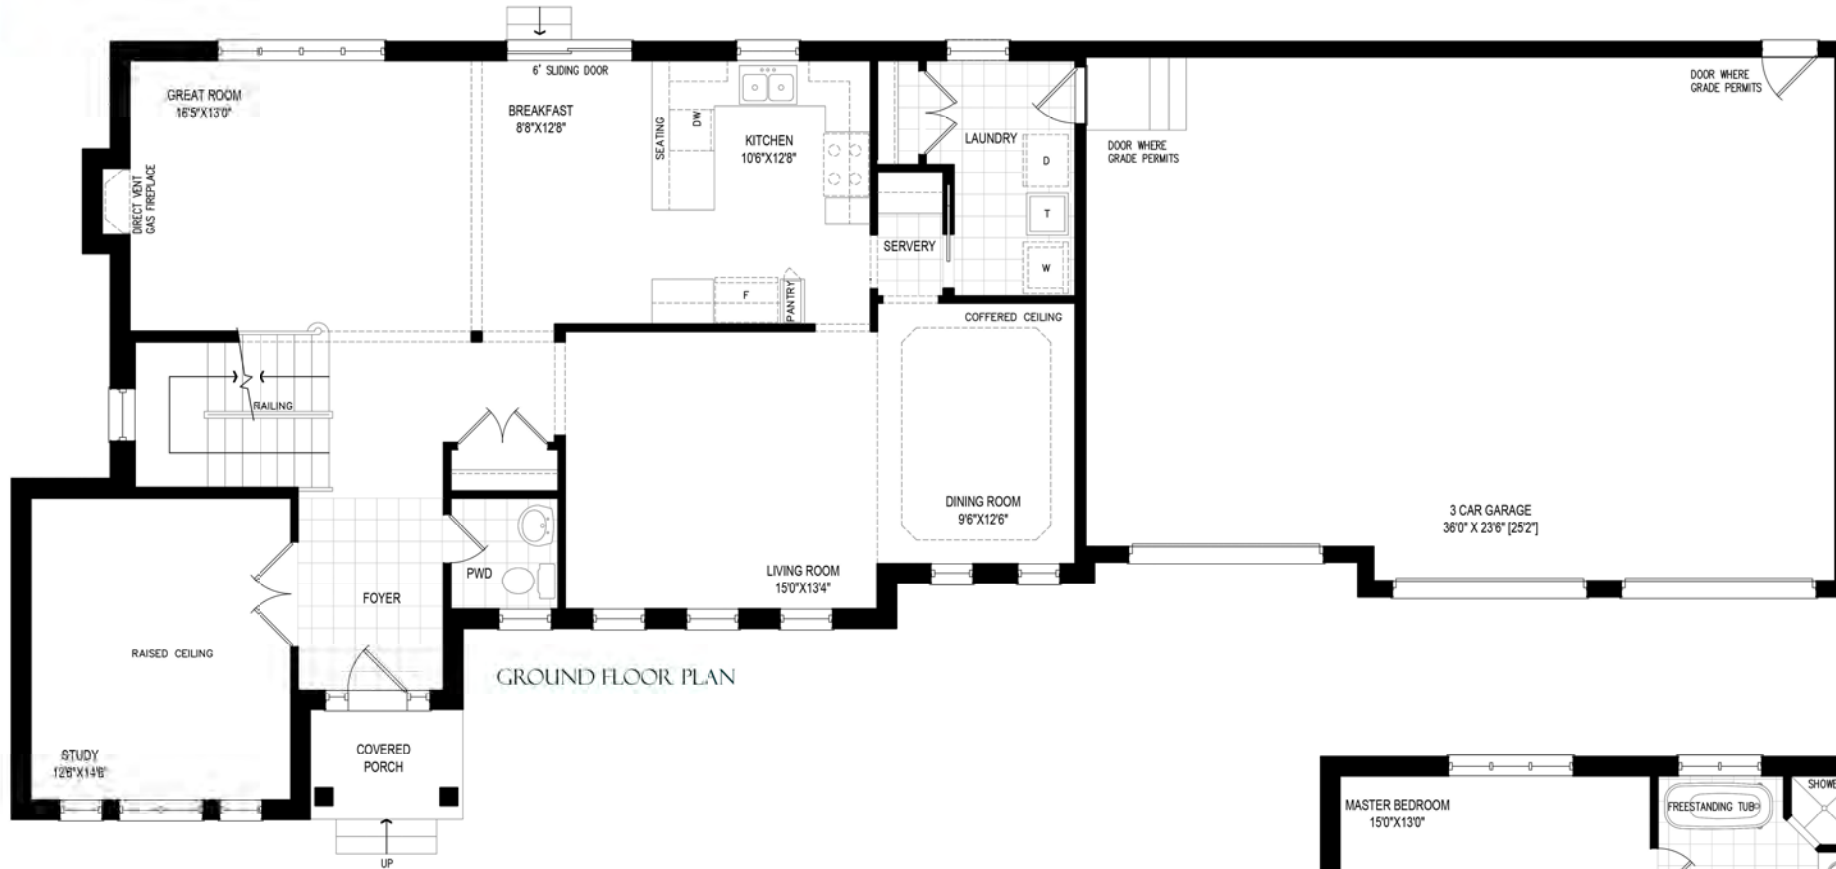 6' SLIDING DOOR
GREAT ROOM
16'5"X13'0"
BREAKFAST
8'8"X12'8"
SEATING
DW
KITCHEN
10'6"X12'8"
LAUNDRY
D
T
W
DOOR WHERE
GRADE PERMITS
DOOR WHERE
GRADE PERMITS
DIRECT VENT
GAS FIREPLACE
SERVERY
F
PANTRY
COFFERED CEILING
RAILING
DINING ROOM
9'6"X12'6"
3 CAR GARAGE
36'0" X 23'6" [25'2"]
PWD
LIVING ROOM
15'0"X13'4"
FOYER
RAISED CEILING
GROUND FLOOR PLAN
STUDY
12'6"X14'6"
COVERED
PORCH
UP
MASTER BEDROOM
15'0"X13'0"
FREESTANDING TUB
SHOWE